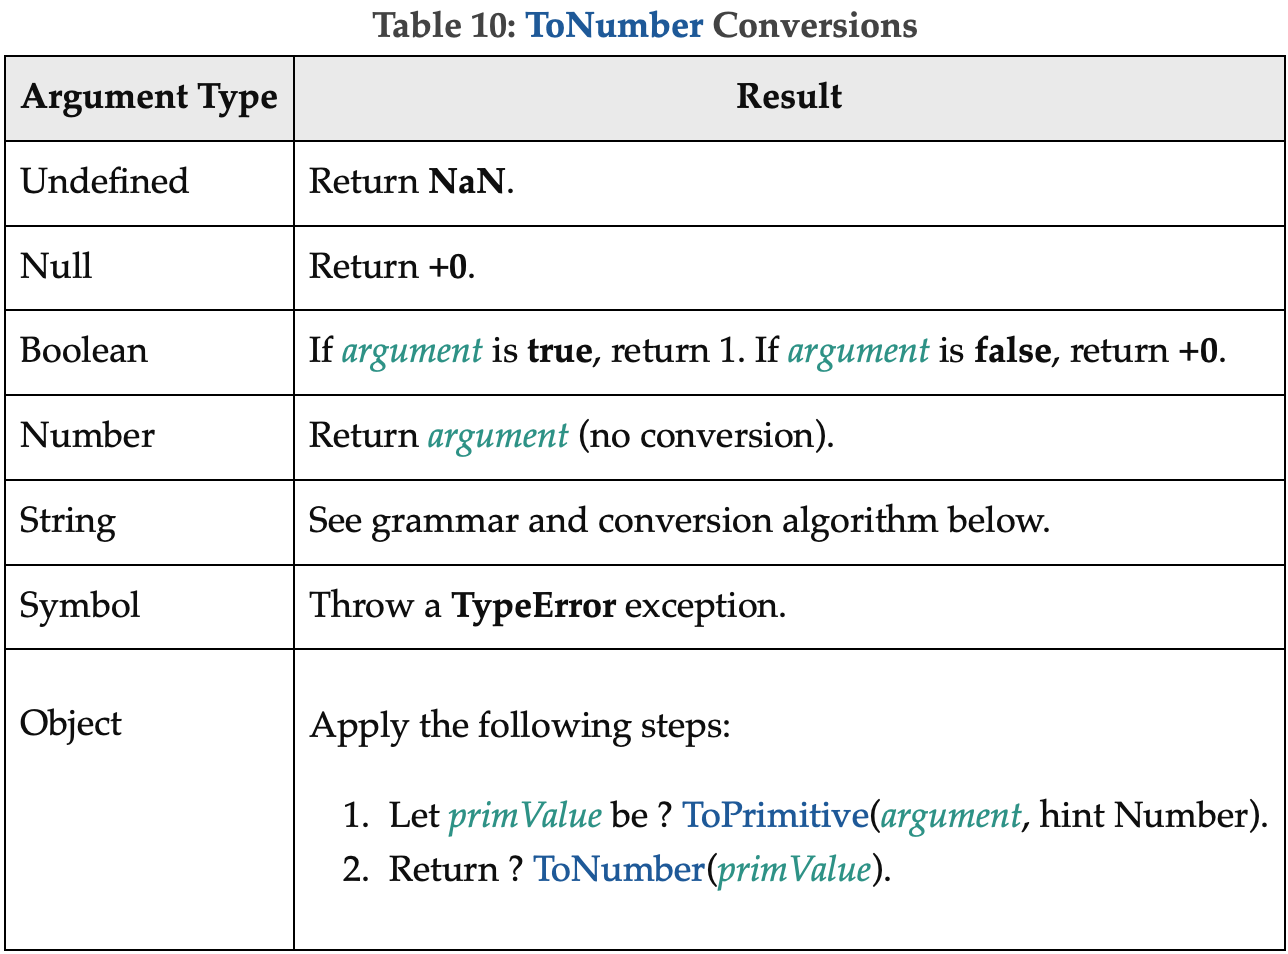 Table 10: ToNumber Conversions
Argument Type Result
Undefined Return NaN.
Null Return +0.
Boolean If argument is true, return 1. If argument is false, return +0.
Number Return argument (no conversion).
String See grammar and conversion algorithm below.
Symbol Throw a TypeError exception.
Object Apply the following steps:
1. Let primValue be ? ToPrimitive(argument, hint Number).
2. Return ? ToNumber(primValue).